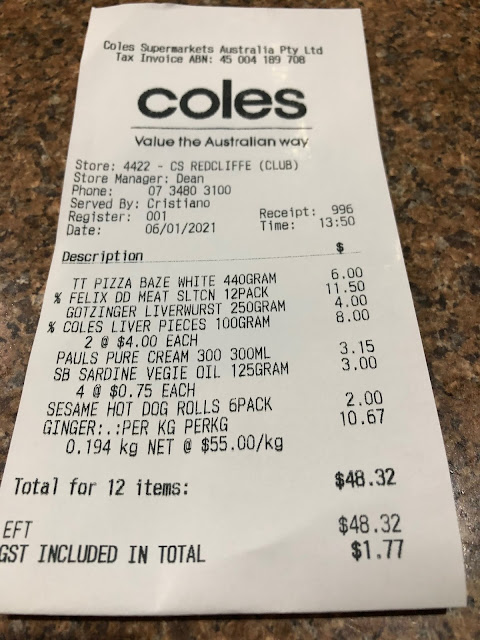 Coles Supermarkets Australia Pty Ltd
Tax Invoice ABN: 45 004 189 708
coles
Value the Australian way
Store: 4422 - CS REDCLIFFE (CLUB)
Store Manager: Dean
Phone: 07 3480 3100
Served By: Cristiano
Register: 001 Receipt: 996
Date: 06/01/2021 Time: 13:50
Description $
TT PIZZA BAZE WHITE 440GRAM 6.00
% FELIX DD MEAT SLTCN 12PACK 11.50
GOTZINGER LIVERWURST 250GRAM 4.00
% COLES LIVER PIECES 100GRAM 8.00
2 @ $4.00 EACH
PAULS PURE CREAM 300 300ML 3.15
SB SARDINE VEGIE OIL 125GRAM 3.00
4 @ $0.75 EACH
SESAME HOT DOG ROLLS 6PACK 2.00
GINGER:.:PER KG PERKG 10.67
0.194 kg NET @ $55.00/kg
Total for 12 items: $48.32
EFT $48.32
GST INCLUDED IN TOTAL $1.77